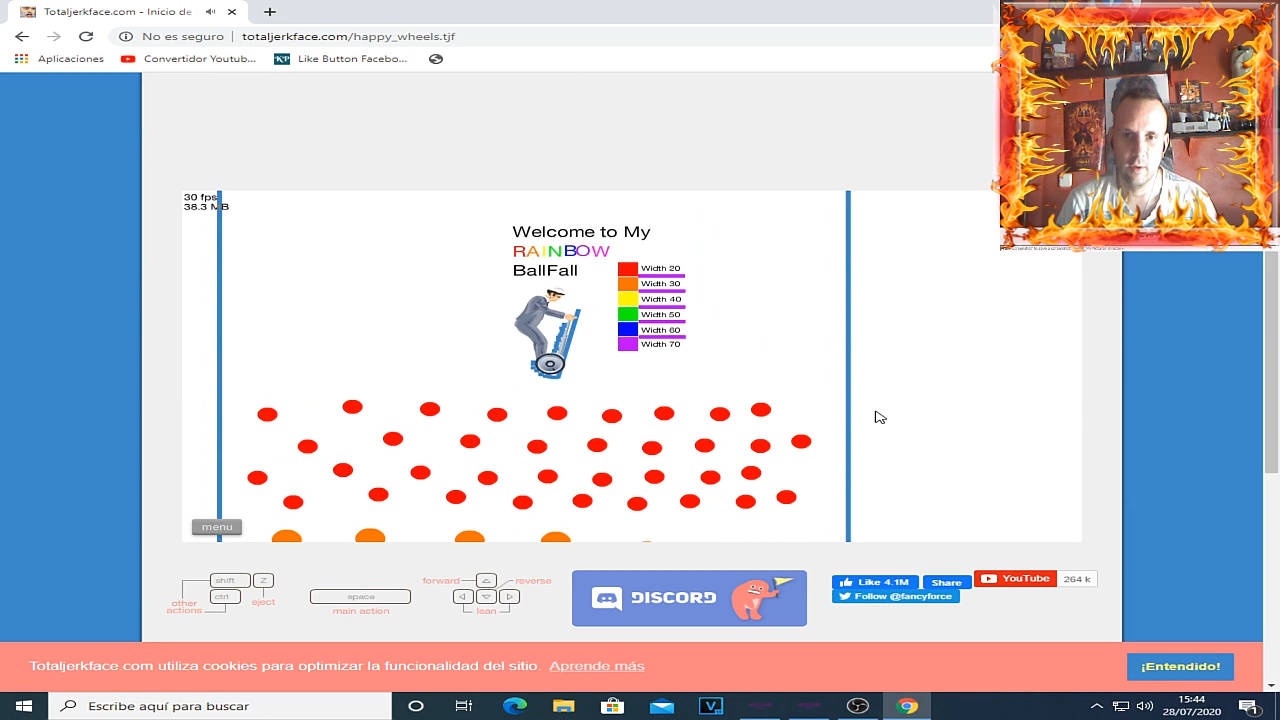 Totaljerkface.com - Inicio de
No es seguro
totaljerkface.com/happy_wheels.tjf
Aplicaciones
Convertidor Youtub...
Like Button Facebo...
30 fps
38.3 MB
Welcome to My
RAINBOW
BallFall
Width 20
Width 30
Width 40
Width 50
Width 60
Width 70
menu
shift
Z
ctrl
other
actions
eject
space
main action
forward
reverse
lean
DISCORD
Like 4.1M
Share
YouTube
264 k
Follow @fancyforce
Totaljerkface.com utiliza cookies para optimizar la funcionalidad del sitio. Aprende más
¡Entendido!
Escribe aquí para buscar
15:44
28/07/2020
1